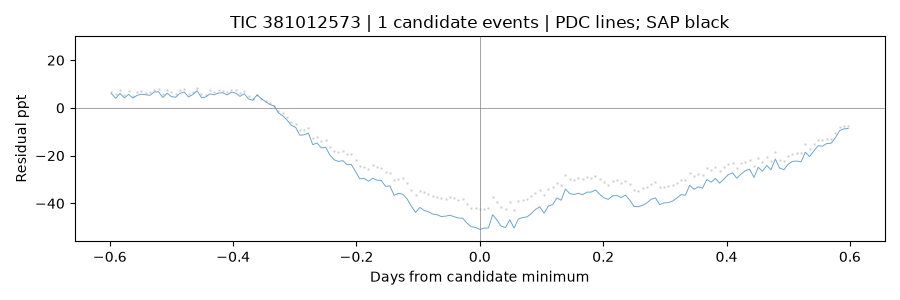 TIC 381012573 | 1 candidate events | PDC lines; SAP black
Residual ppt
20
0
−20
−40
−0.6 −0.4 −0.2 0.0 0.2 0.4 0.6
Days from candidate minimum